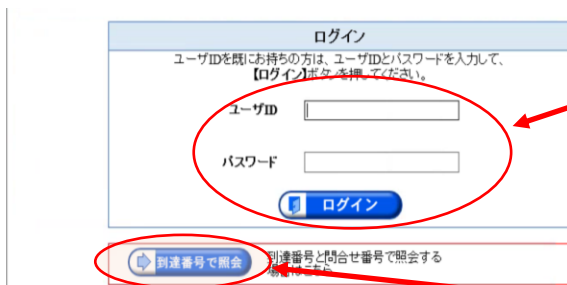 ログイン
ユーザIDを既にお持ちの方は、ユーザIDとパスワードを入力して、
【ログイン】ボタンを押してください。
ユーザID
パスワード
ログイン
到達番号で照会
到達番号と問合せ番号で照会する
場合はこちら